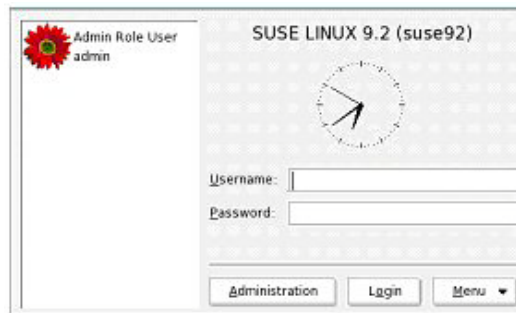 Admin Role User
admin
SUSE LINUX 9.2 (suse92)
Username:
Password:
Administration
Login
Menu